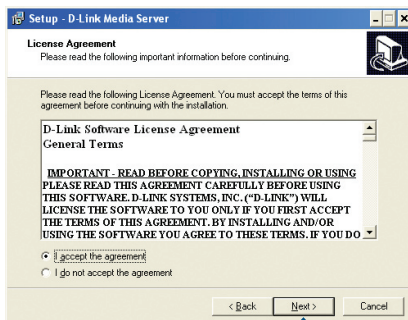 Setup - D-Link Media Server
License Agreement
Please read the following important information before continuing.
Please read the following License Agreement. You must accept the terms of this
agreement before continuing with the installation.
D-Link Software License Agreement
General Terms
IMPORTANT - READ BEFORE COPYING, INSTALLING OR USING
PLEASE READ THIS AGREEMENT CAREFULLY BEFORE USING
THIS SOFTWARE. D-LINK SYSTEMS, INC. ("D-LINK") WILL
LICENSE THE SOFTWARE TO YOU ONLY IF YOU FIRST ACCEPT
THE TERMS OF THIS AGREEMENT. BY INSTALLING AND/OR
USING THE SOFTWARE YOU AGREE TO THESE TERMS. IF YOU DO
I accept the agreement
I do not accept the agreement
< Back Next > Cancel